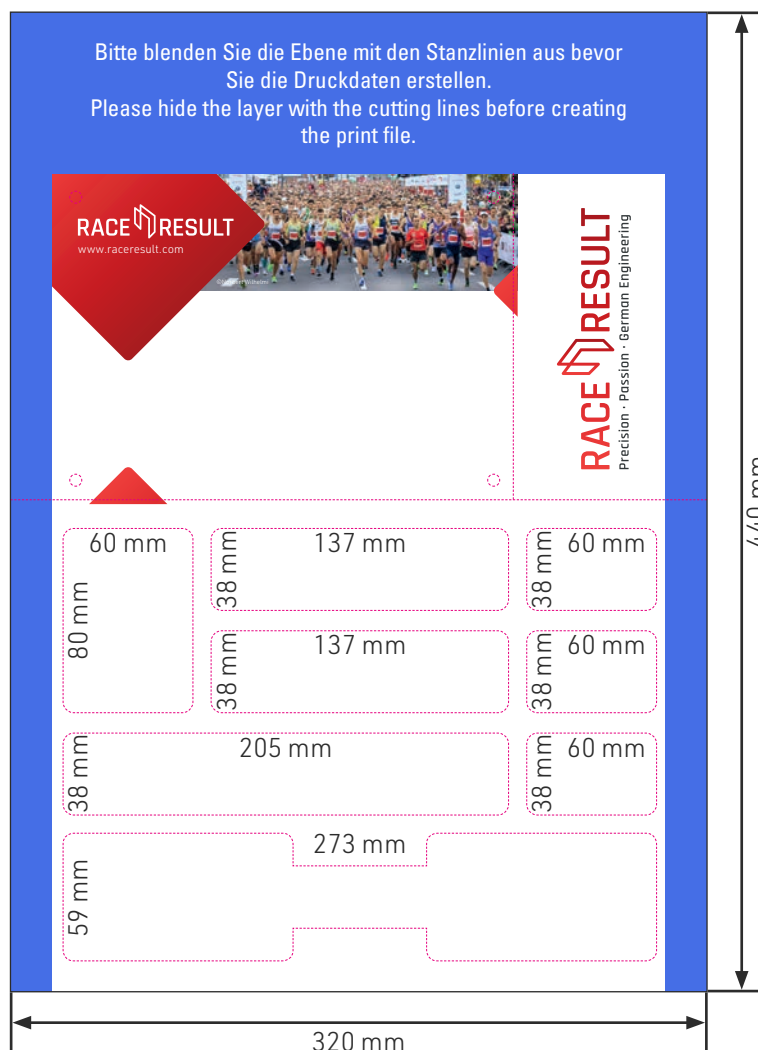 Bitte blenden Sie die Ebene mit den Stanzlinien aus bevor
Sie die Druckdaten erstellen.
Please hide the layer with the cutting lines before creating
the print file.
RACE RESULT
www.raceresult.com
RACE RESULT
Precision · Passion · German Engineering
440 mm
60 mm
80 mm
137 mm
38 mm
60 mm
38 mm
137 mm
38 mm
60 mm
38 mm
205 mm
38 mm
60 mm
38 mm
273 mm
59 mm
320 mm